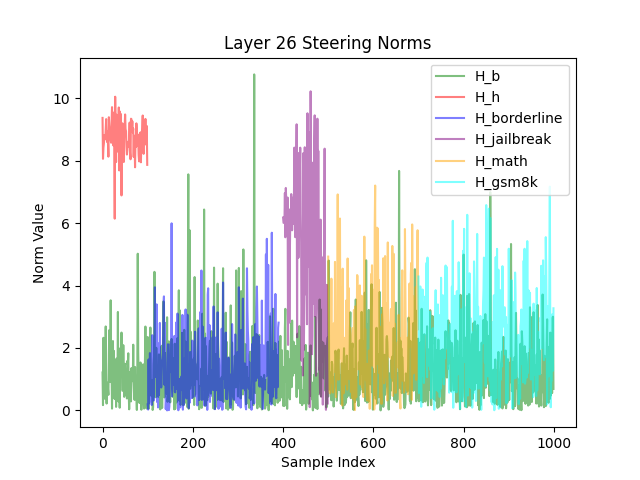 Layer 26 Steering Norms
H_b
H_h
H_borderline
H_jailbreak
H_math
H_gsm8k
10
8
6
4
2
0
Norm Value
0
200
400
600
800
1000
Sample Index